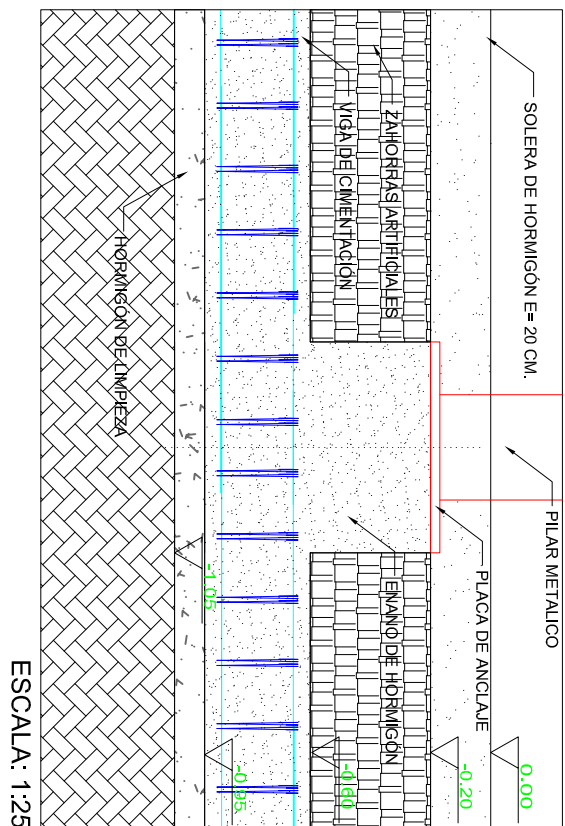 SOLERA DE HORMIGÓN E= 20 CM.
ZAHORRAS ARTIFICIALES
VIGA DE CIMENTACIÓN
HORMIGÓN DE LIMPIEZA
PILAR METALICO
PLACA DE ANCLAJE
ENANO DE HORMIGÓN
0.00
-0.20
-0.60
-0.95
-1.05
ESCALA: 1:25